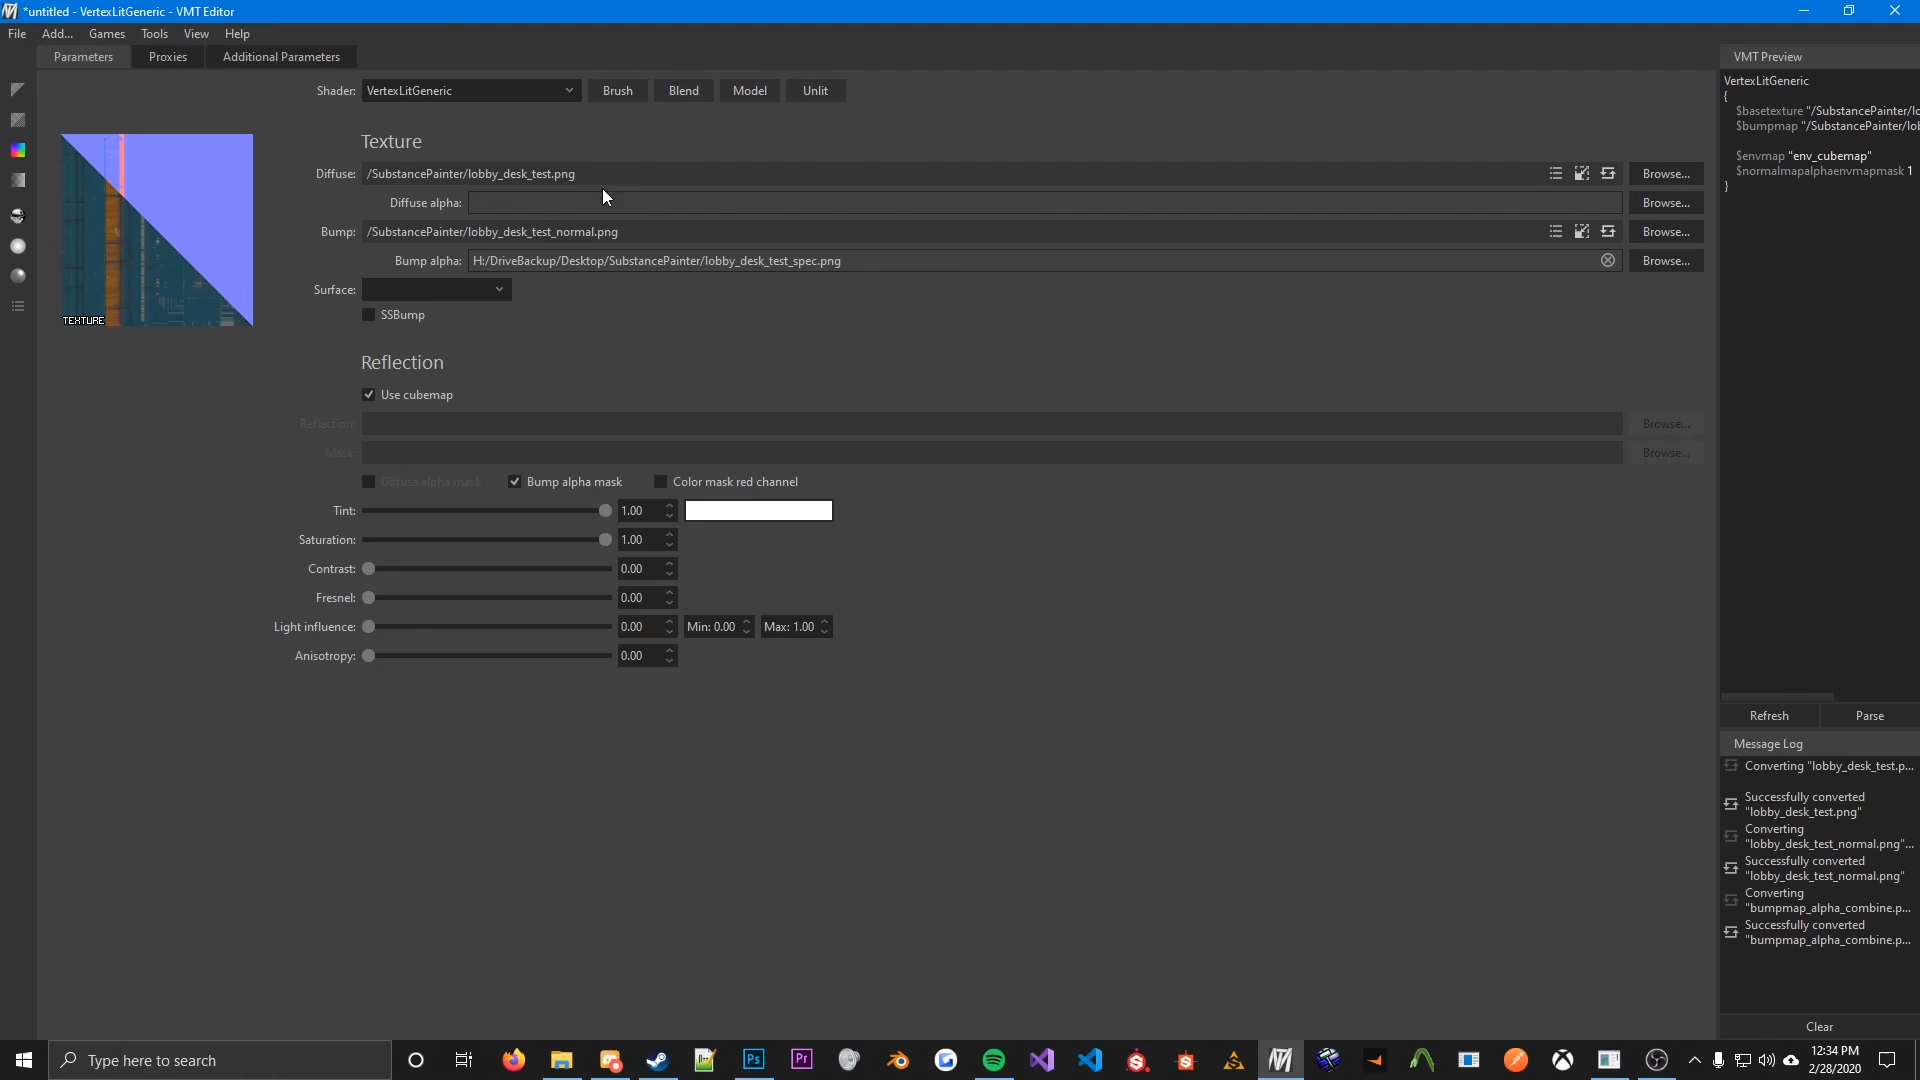 *untitled - VertexLitGeneric - VMT Editor
File Add... Games Tools View Help
Parameters Proxies Additional Parameters
Shader: VertexLitGeneric Brush Blend Model Unlit
Texture
Diffuse: /SubstancePainter/lobby_desk_test.png Browse...
Diffuse alpha: Browse...
Bump: /SubstancePainter/lobby_desk_test_normal.png Browse...
Bump alpha: H:/DriveBackup/Desktop/SubstancePainter/lobby_desk_test_spec.png Browse...
Surface:
SSBump
TEXTURE
Reflection
Use cubemap
Reflection: Browse...
Mask: Browse...
Diffuse alpha mask Bump alpha mask Color mask red channel
Tint: 1.00
Saturation: 1.00
Contrast: 0.00
Fresnel: 0.00
Light influence: 0.00 Min: 0.00 Max: 1.00
Anisotropy: 0.00
VMT Preview
VertexLitGeneric
{
$basetexture "/SubstancePainter/lo
$bumpmap "/SubstancePainter/lob
$envmap "env_cubemap"
$normalmapalphaenvmapmask 1
}
Refresh Parse
Message Log
Converting "lobby_desk_test.p...
Successfully converted
"lobby_desk_test.png"
Converting
"lobby_desk_test_normal.png"...
Successfully converted
"lobby_desk_test_normal.png"
Converting
"bumpmap_alpha_combine.p...
Successfully converted
"bumpmap_alpha_combine.p...
Clear
Type here to search
Ps
Pr
12:34 PM
2/28/2020